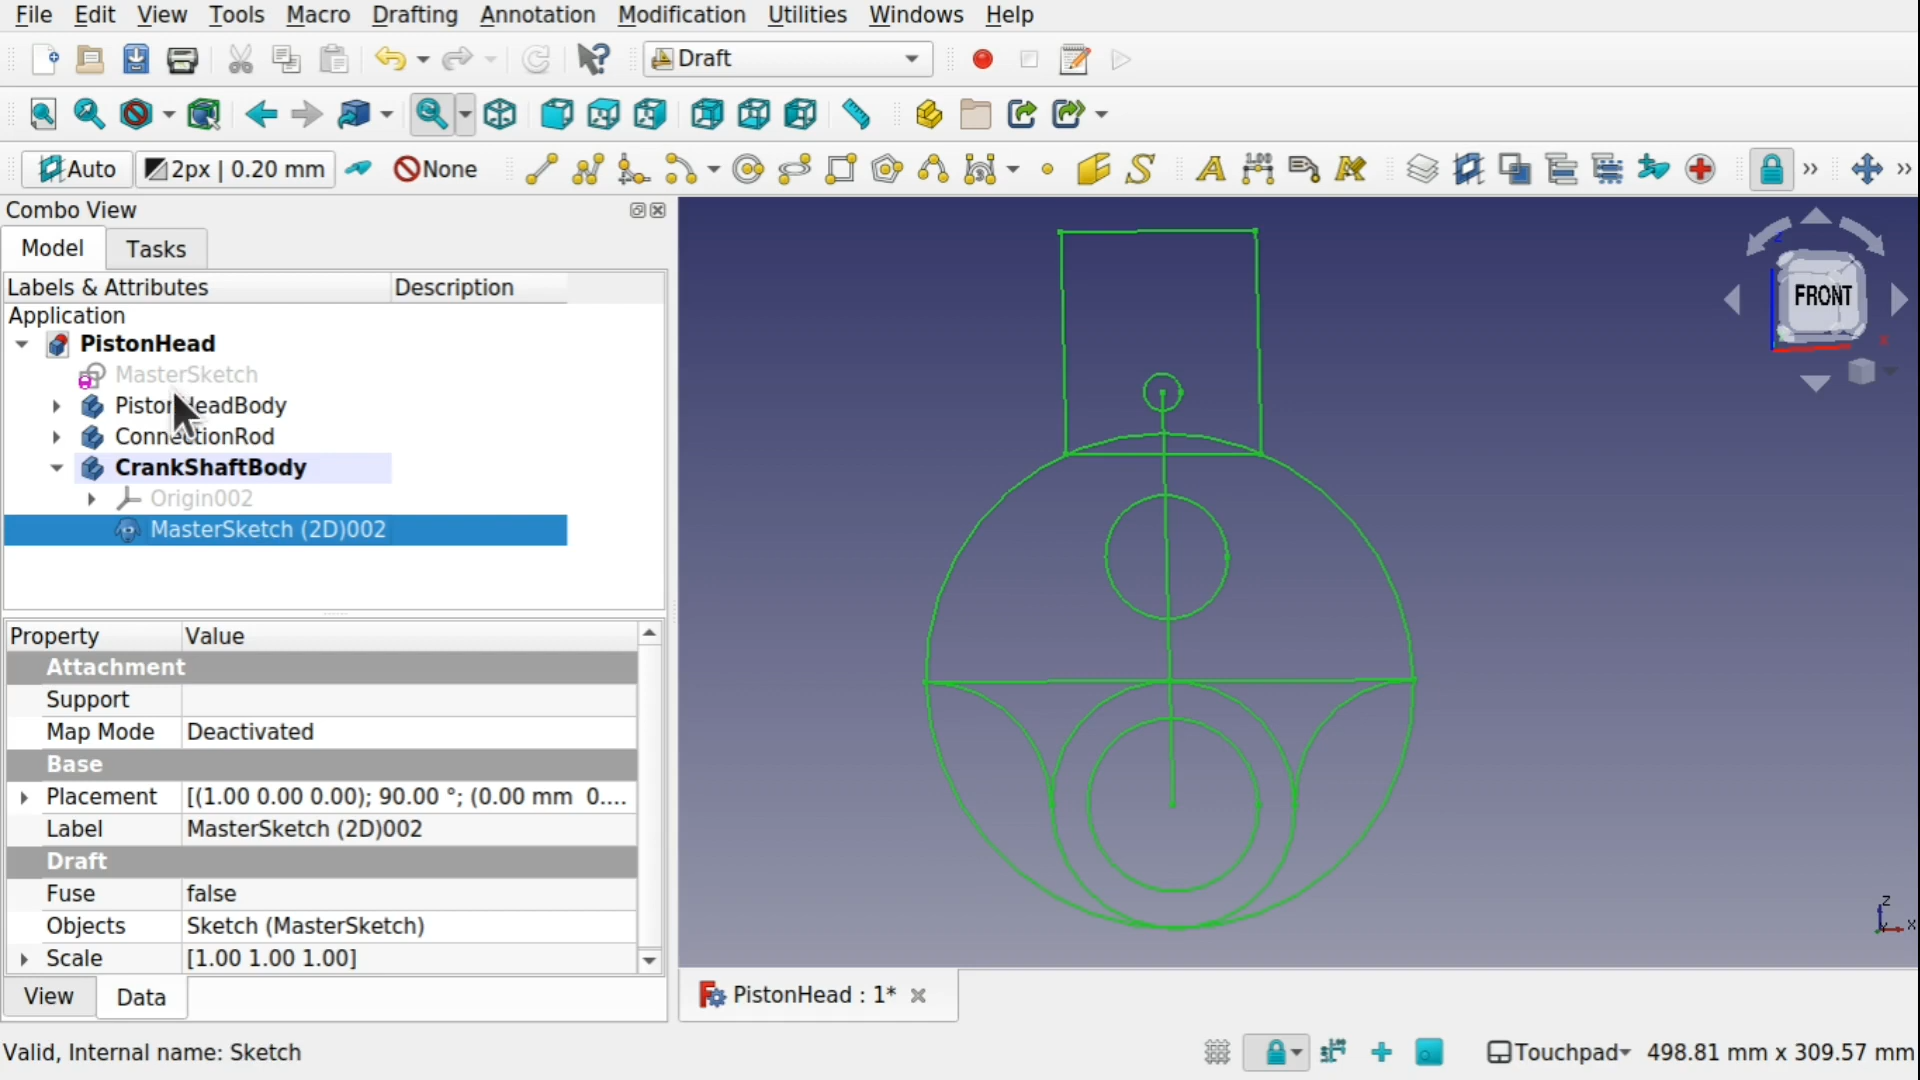 File Edit View Tools Macro Drafting Annotation Modification Utilities Windows Help
Draft
Auto 2px | 0.20 mm None
Combo View
Model Tasks
Labels & Attributes Description
Application
PistonHead
MasterSketch
PistonHeadBody
ConnectionRod
CrankShaftBody
Origin002
MasterSketch (2D)002
Property Value
Attachment
Support
Map Mode Deactivated
Base
Placement [(1.00 0.00 0.00); 90.00 °; (0.00 mm 0....
Label MasterSketch (2D)002
Draft
Fuse false
Objects Sketch (MasterSketch)
Scale [1.00 1.00 1.00]
View Data
FRONT
Z
X
PistonHead : 1*
Valid, Internal name: Sketch
Touchpad 498.81 mm x 309.57 mm